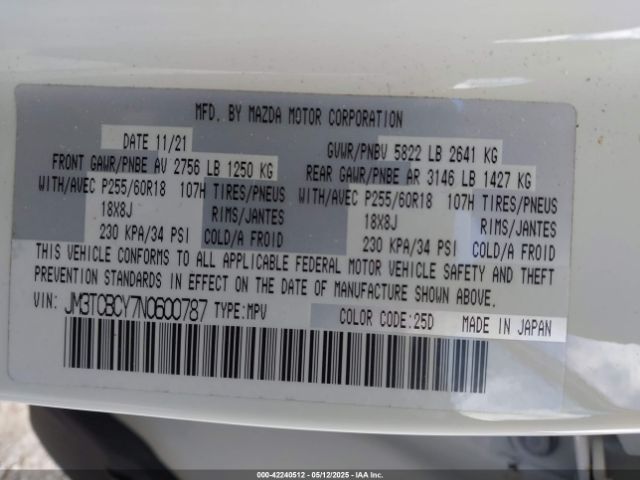 MFD. BY MAZDA MOTOR CORPORATION
DATE 11/21 GVWR/PNBV 5822 LB 2641 KG
FRONT GAWR/PNBE AV 2756 LB 1250 KG REAR GAWR/PNBE AR 3146 LB 1427 KG
WITH/AVEC P255/60R18 107H TIRES/PNEUS WITH/AVEC P255/60R18 107H TIRES/PNEUS
18X8J RIMS/JANTES 18X8J RIMS/JANTES
230 KPA/34 PSI COLD/A FROID 230 KPA/34 PSI COLD/A FROID
THIS VEHICLE CONFORMS TO ALL APPLICABLE FEDERAL MOTOR VEHICLE SAFETY AND THEFT
PREVENTION STANDARDS IN EFFECT ON THE DATE OF MANUFACTURE SHOWN ABOVE.
VIN: JM3TCBCY7N0600787 TYPE:MPV COLOR CODE:25D MADE IN JAPAN
000-42240512 - 05/12/2025 - IAA Inc.